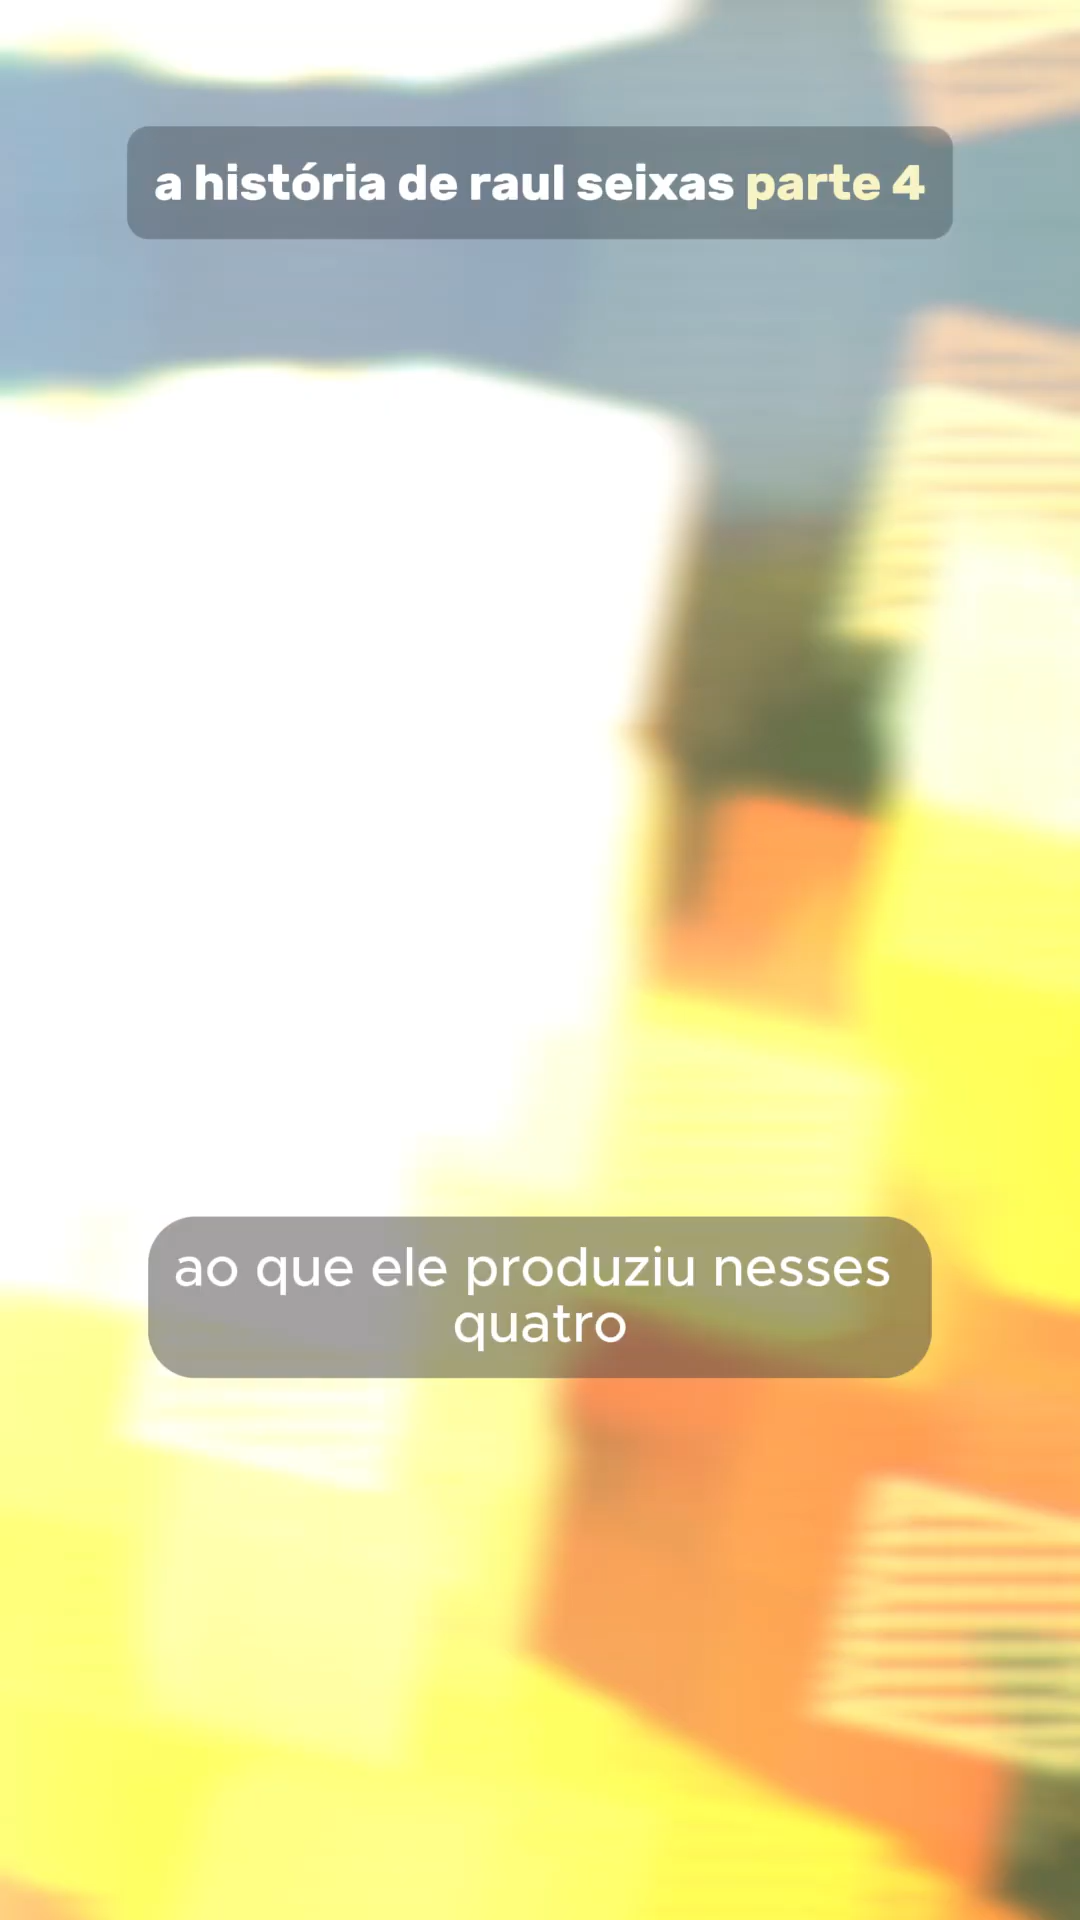 a história de raul seixas parte 4
ao que ele produziu nesses
quatro